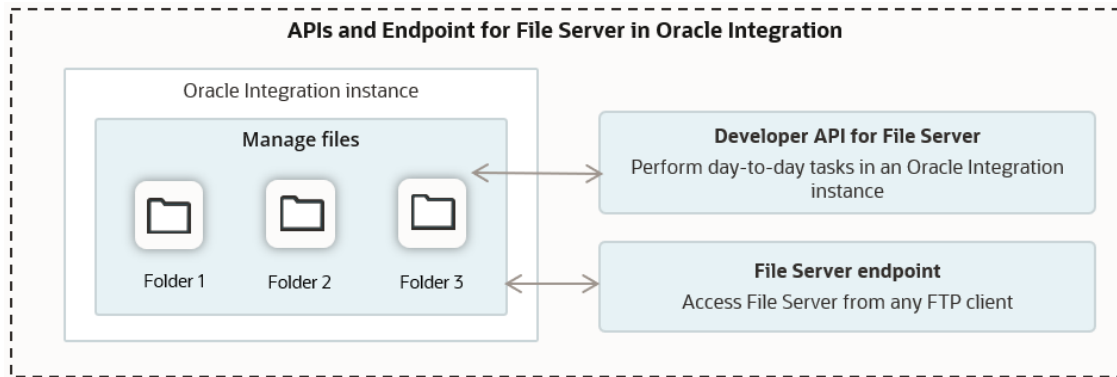 APIs and Endpoint for File Server in Oracle Integration
Oracle Integration instance
Manage files
Folder 1
Folder 2
Folder 3
Developer API for File Server
Perform day-to-day tasks in an Oracle Integration
instance
File Server endpoint
Access File Server from any FTP client